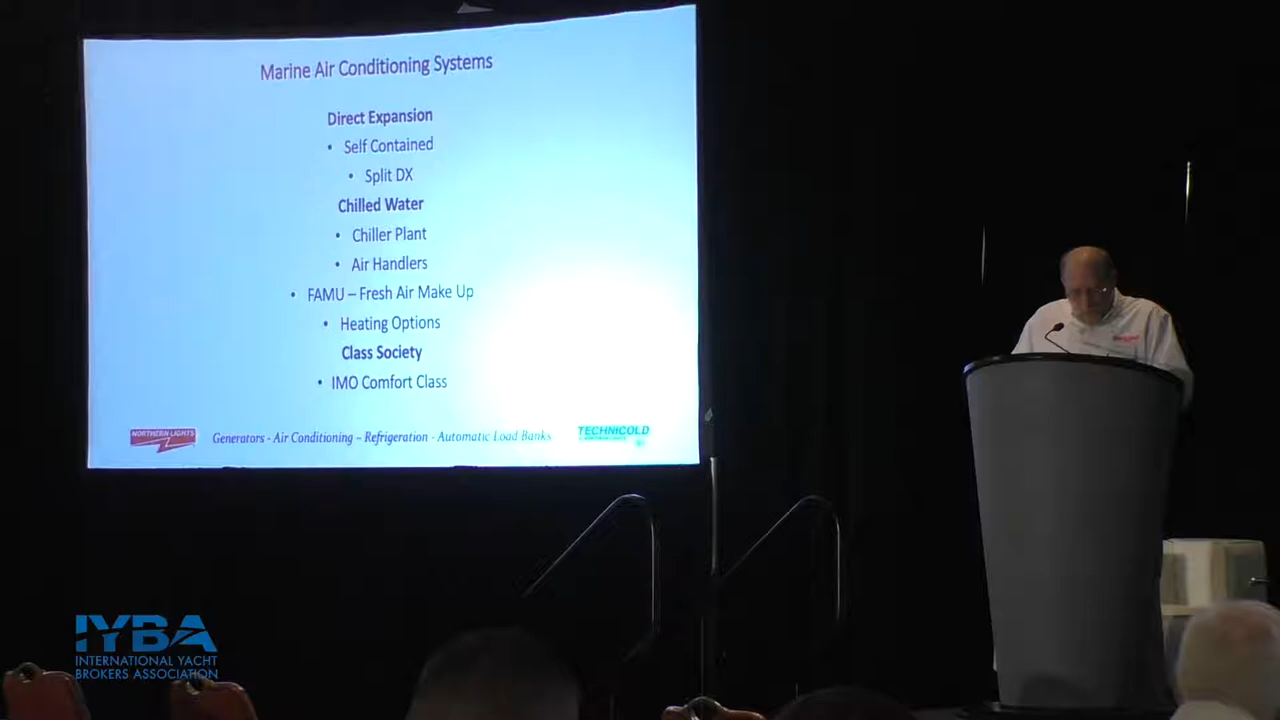 Marine Air Conditioning Systems
Direct Expansion
• Self Contained
• Split DX
Chilled Water
• Chiller Plant
• Air Handlers
• FAMU – Fresh Air Make Up
• Heating Options
Class Society
• IMO Comfort Class
NORTHERN LIGHTS
Generators - Air Conditioning – Refrigeration - Automatic Load Banks
TECHNICOLD
IYBA
INTERNATIONAL YACHT
BROKERS ASSOCIATION